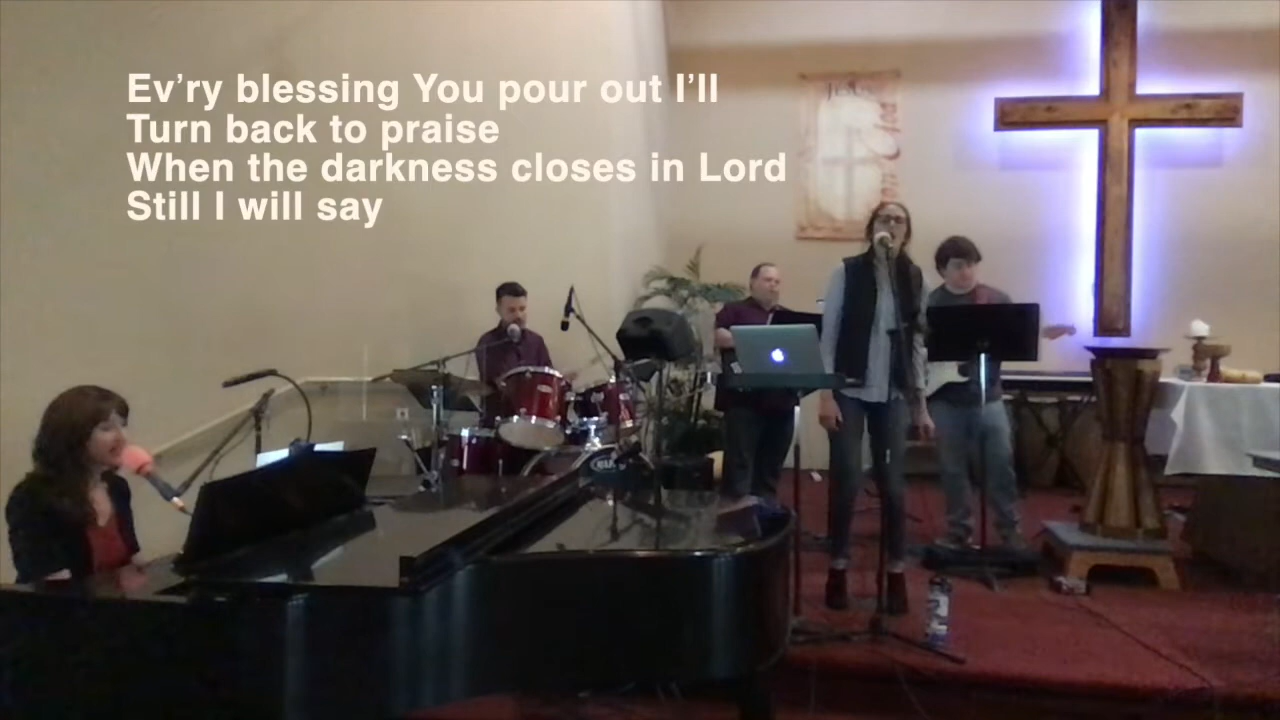 Ev’ry blessing You pour out I’ll
Turn back to praise
When the darkness closes in Lord
Still I will say